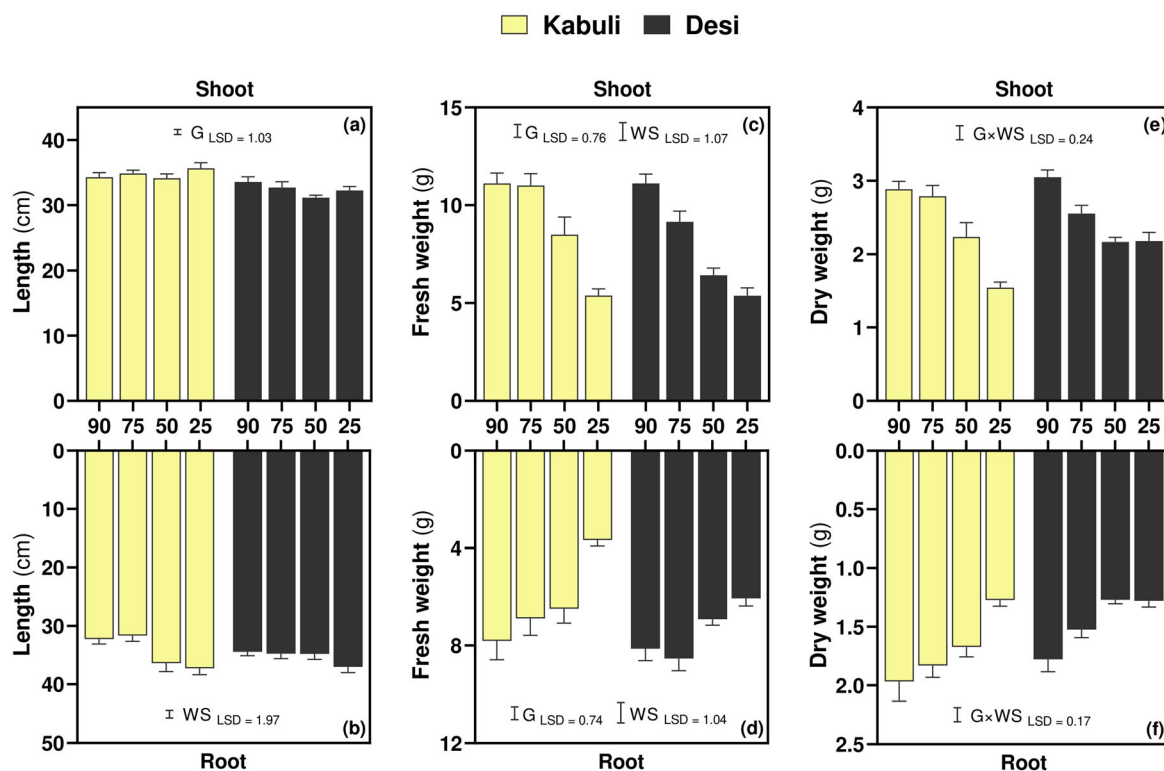 Kabuli Desi
Shoot
(a)
G LSD = 1.03
Length (cm)
40
30
20
10
0
90 75 50 25 90 75 50 25
Shoot
(c)
G LSD = 0.76 WS LSD = 1.07
Fresh weight (g)
15
10
5
0
90 75 50 25 90 75 50 25
Shoot
(e)
G×WS LSD = 0.24
Dry weight (g)
4
3
2
1
0
90 75 50 25 90 75 50 25
Length (cm)
0
10
20
30
40
50
WS LSD = 1.97
(b)
Root
Fresh weight (g)
0
4
8
12
G LSD = 0.74 WS LSD = 1.04
(d)
Root
Dry weight (g)
0.0
0.5
1.0
1.5
2.0
2.5
G×WS LSD = 0.17
(f)
Root